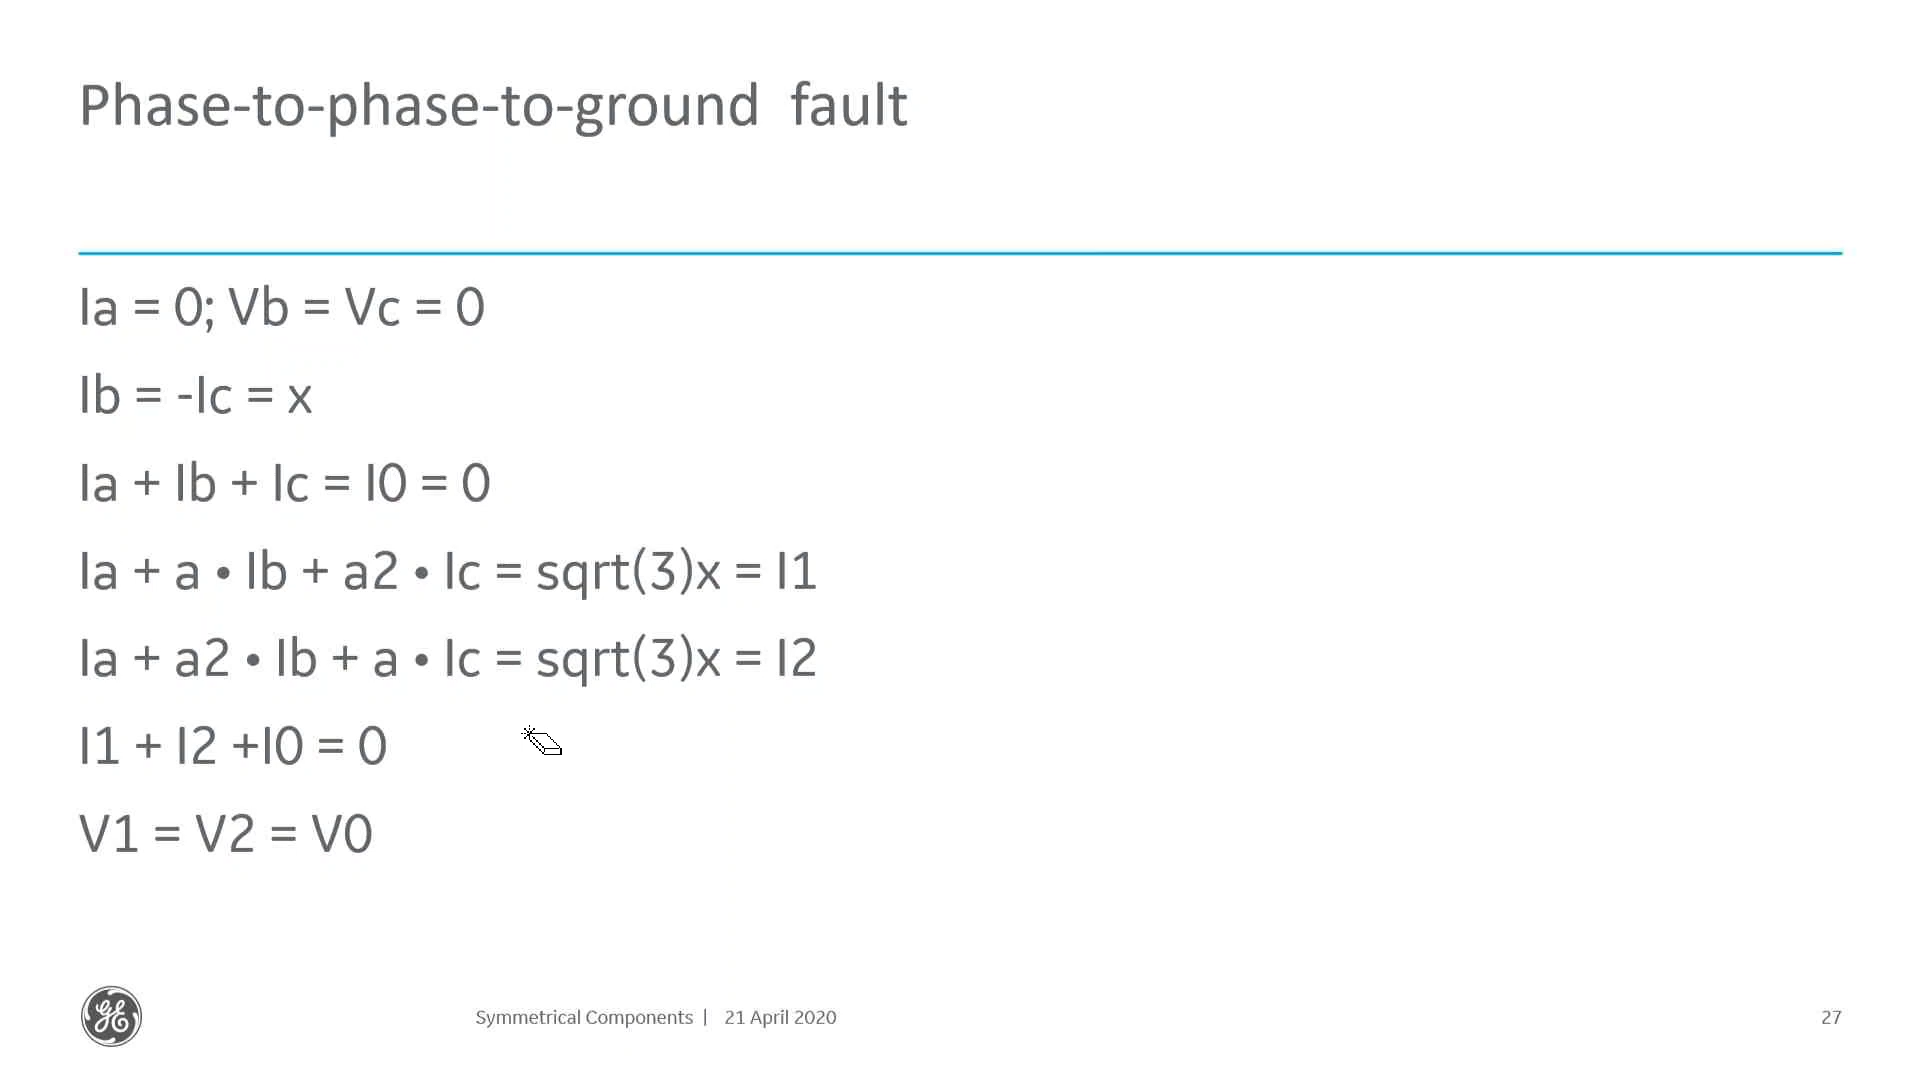 Phase-to-phase-to-ground fault
Ia = 0; Vb = Vc = 0
Ib = -Ic = x
Ia + Ib + Ic = I0 = 0
Ia + a • Ib + a2 • Ic = sqrt(3)x = I1
Ia + a2 • Ib + a • Ic = sqrt(3)x = I2
I1 + I2 +I0 = 0
V1 = V2 = V0
GE
Symmetrical Components | 21 April 2020
27